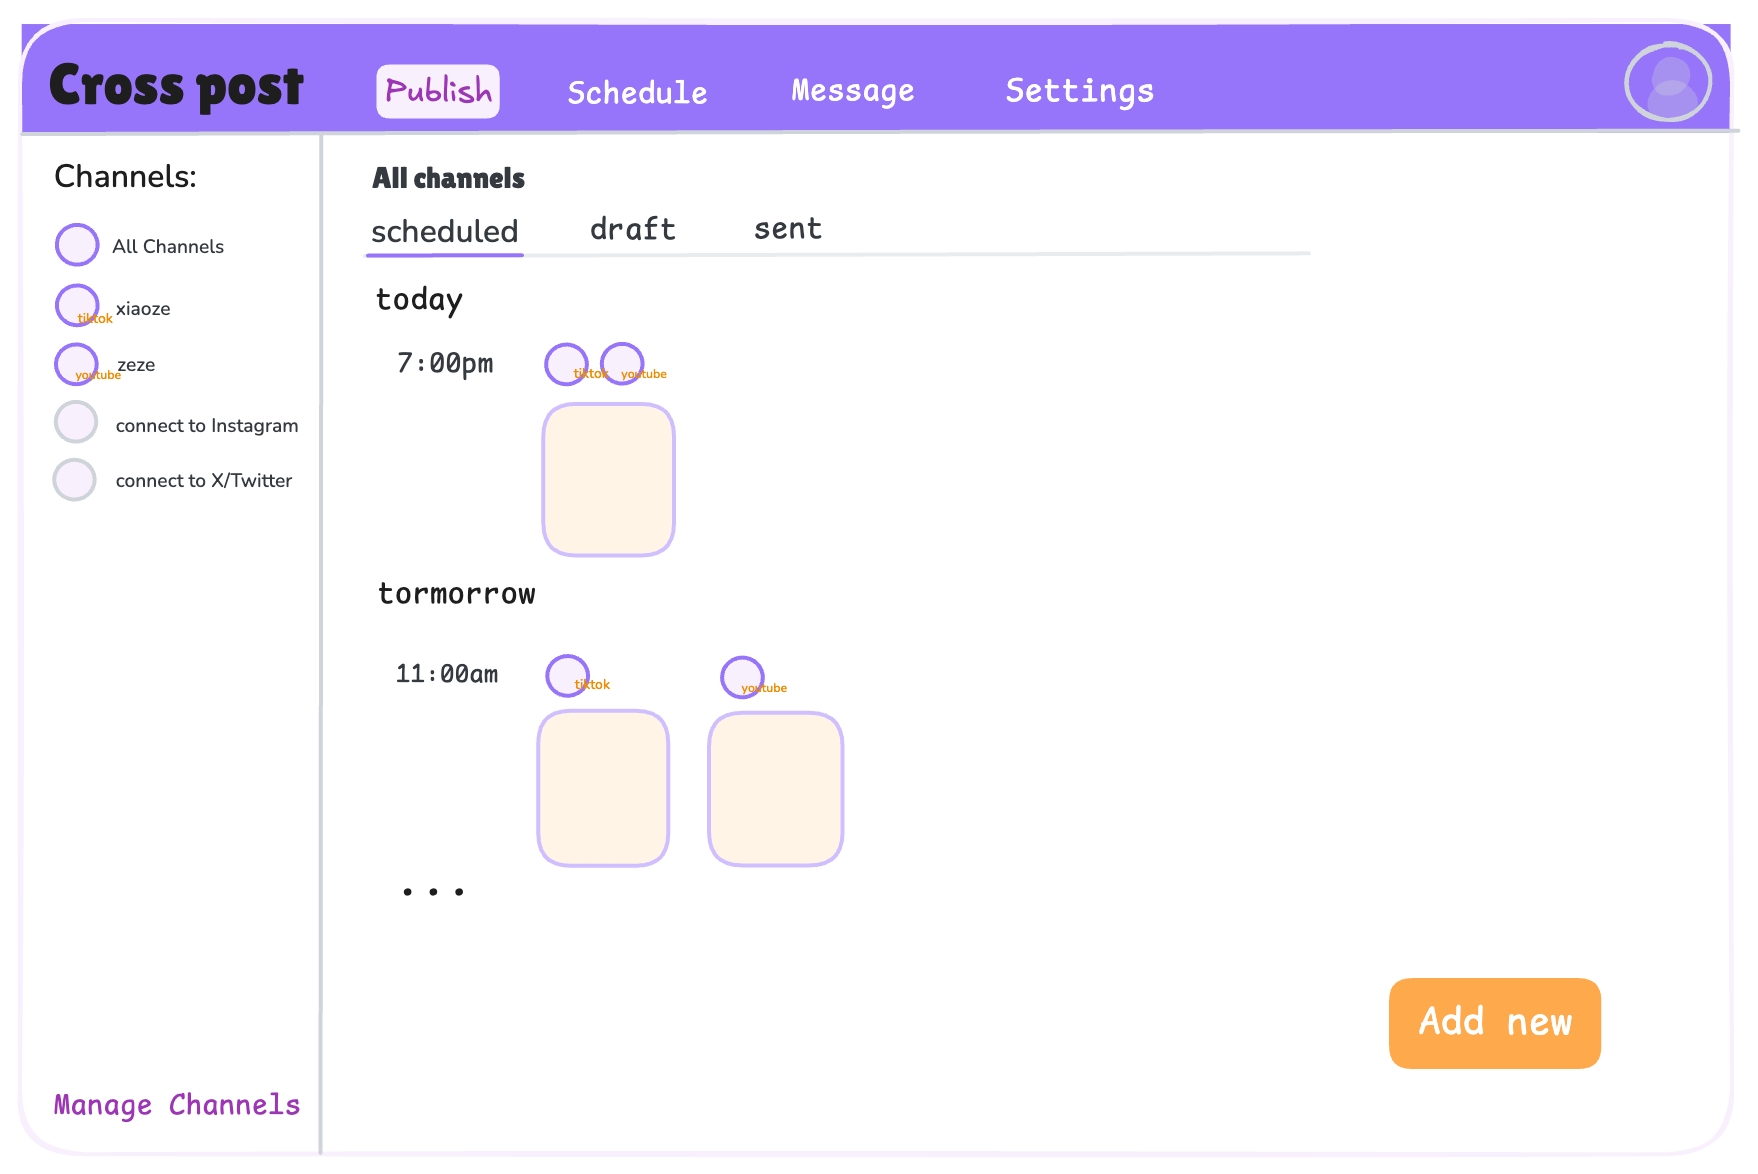 Cross post
Publish
Schedule
Message
Settings
Channels:
All Channels
tiktok
xiaoze
youtube
zeze
connect to Instagram
connect to X/Twitter
Manage Channels
All channels
scheduled
draft
sent
today
7:00pm
tiktok
youtube
tormorrow
11:00am
tiktok
youtube
...
Add new